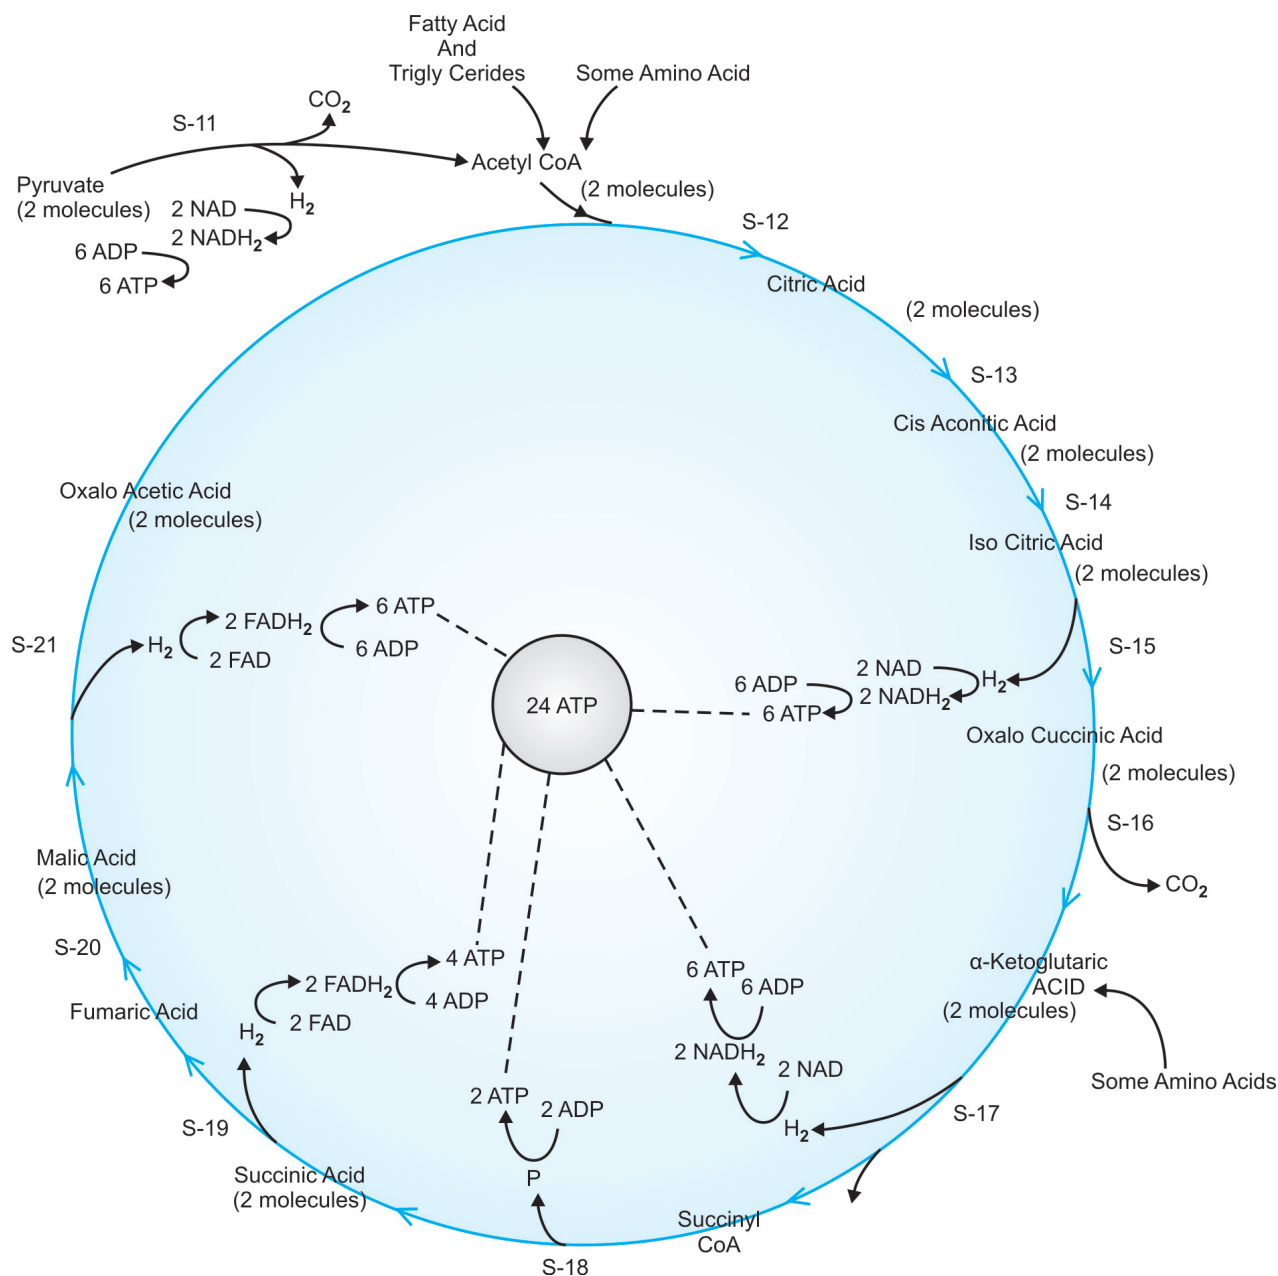 Fatty Acid
And
Trigly Cerides
Some Amino Acid
CO2
S-11
Acetyl CoA
(2 molecules)
Pyruvate
(2 molecules)
H2
2 NAD
2 NADH2
6 ADP
6 ATP
S-12
Citric Acid
(2 molecules)
S-13
Cis Aconitic Acid
(2 molecules)
S-14
Iso Citric Acid
(2 molecules)
S-15
H2
2 NAD
2 NADH2
6 ADP
6 ATP
Oxalo Cuccinic Acid
(2 molecules)
S-16
CO2
α-Ketoglutaric
ACID
(2 molecules)
Some Amino Acids
S-17
H2
2 NAD
2 NADH2
6 ADP
6 ATP
Succinyl
CoA
S-18
P
2 ADP
2 ATP
Succinic Acid
(2 molecules)
S-19
H2
2 FAD
2 FADH2
4 ADP
4 ATP
Fumaric Acid
S-20
Malic Acid
(2 molecules)
S-21
H2
2 FAD
2 FADH2
6 ADP
6 ATP
Oxalo Acetic Acid
(2 molecules)
24 ATP